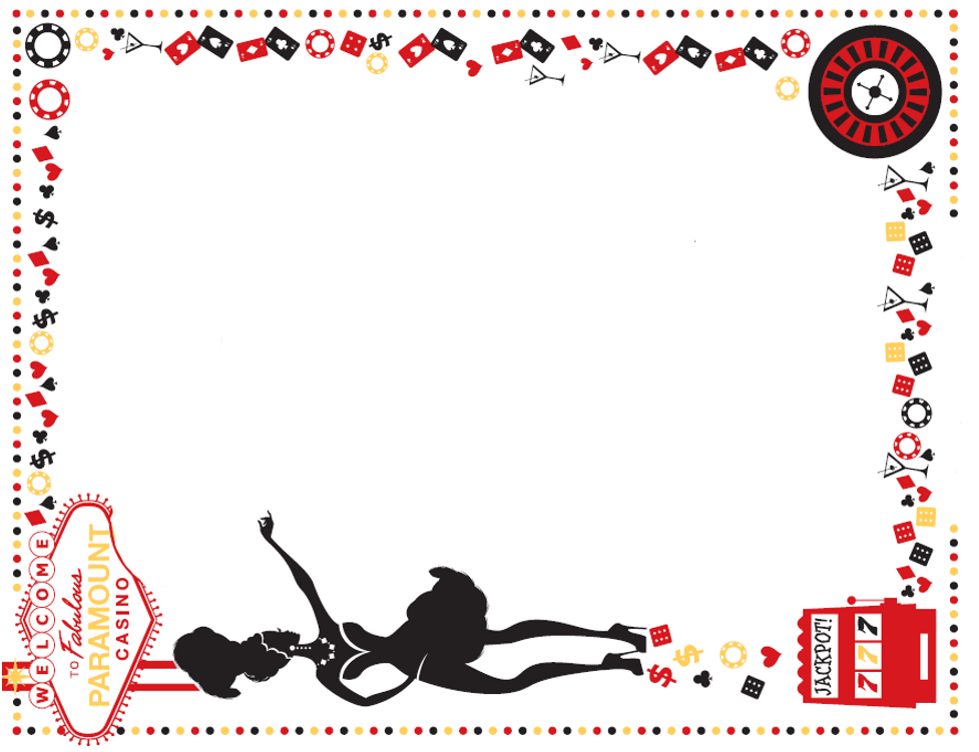 WELCOME
TO Fabulous
PARAMOUNT
CASINO
JACKPOT!
777